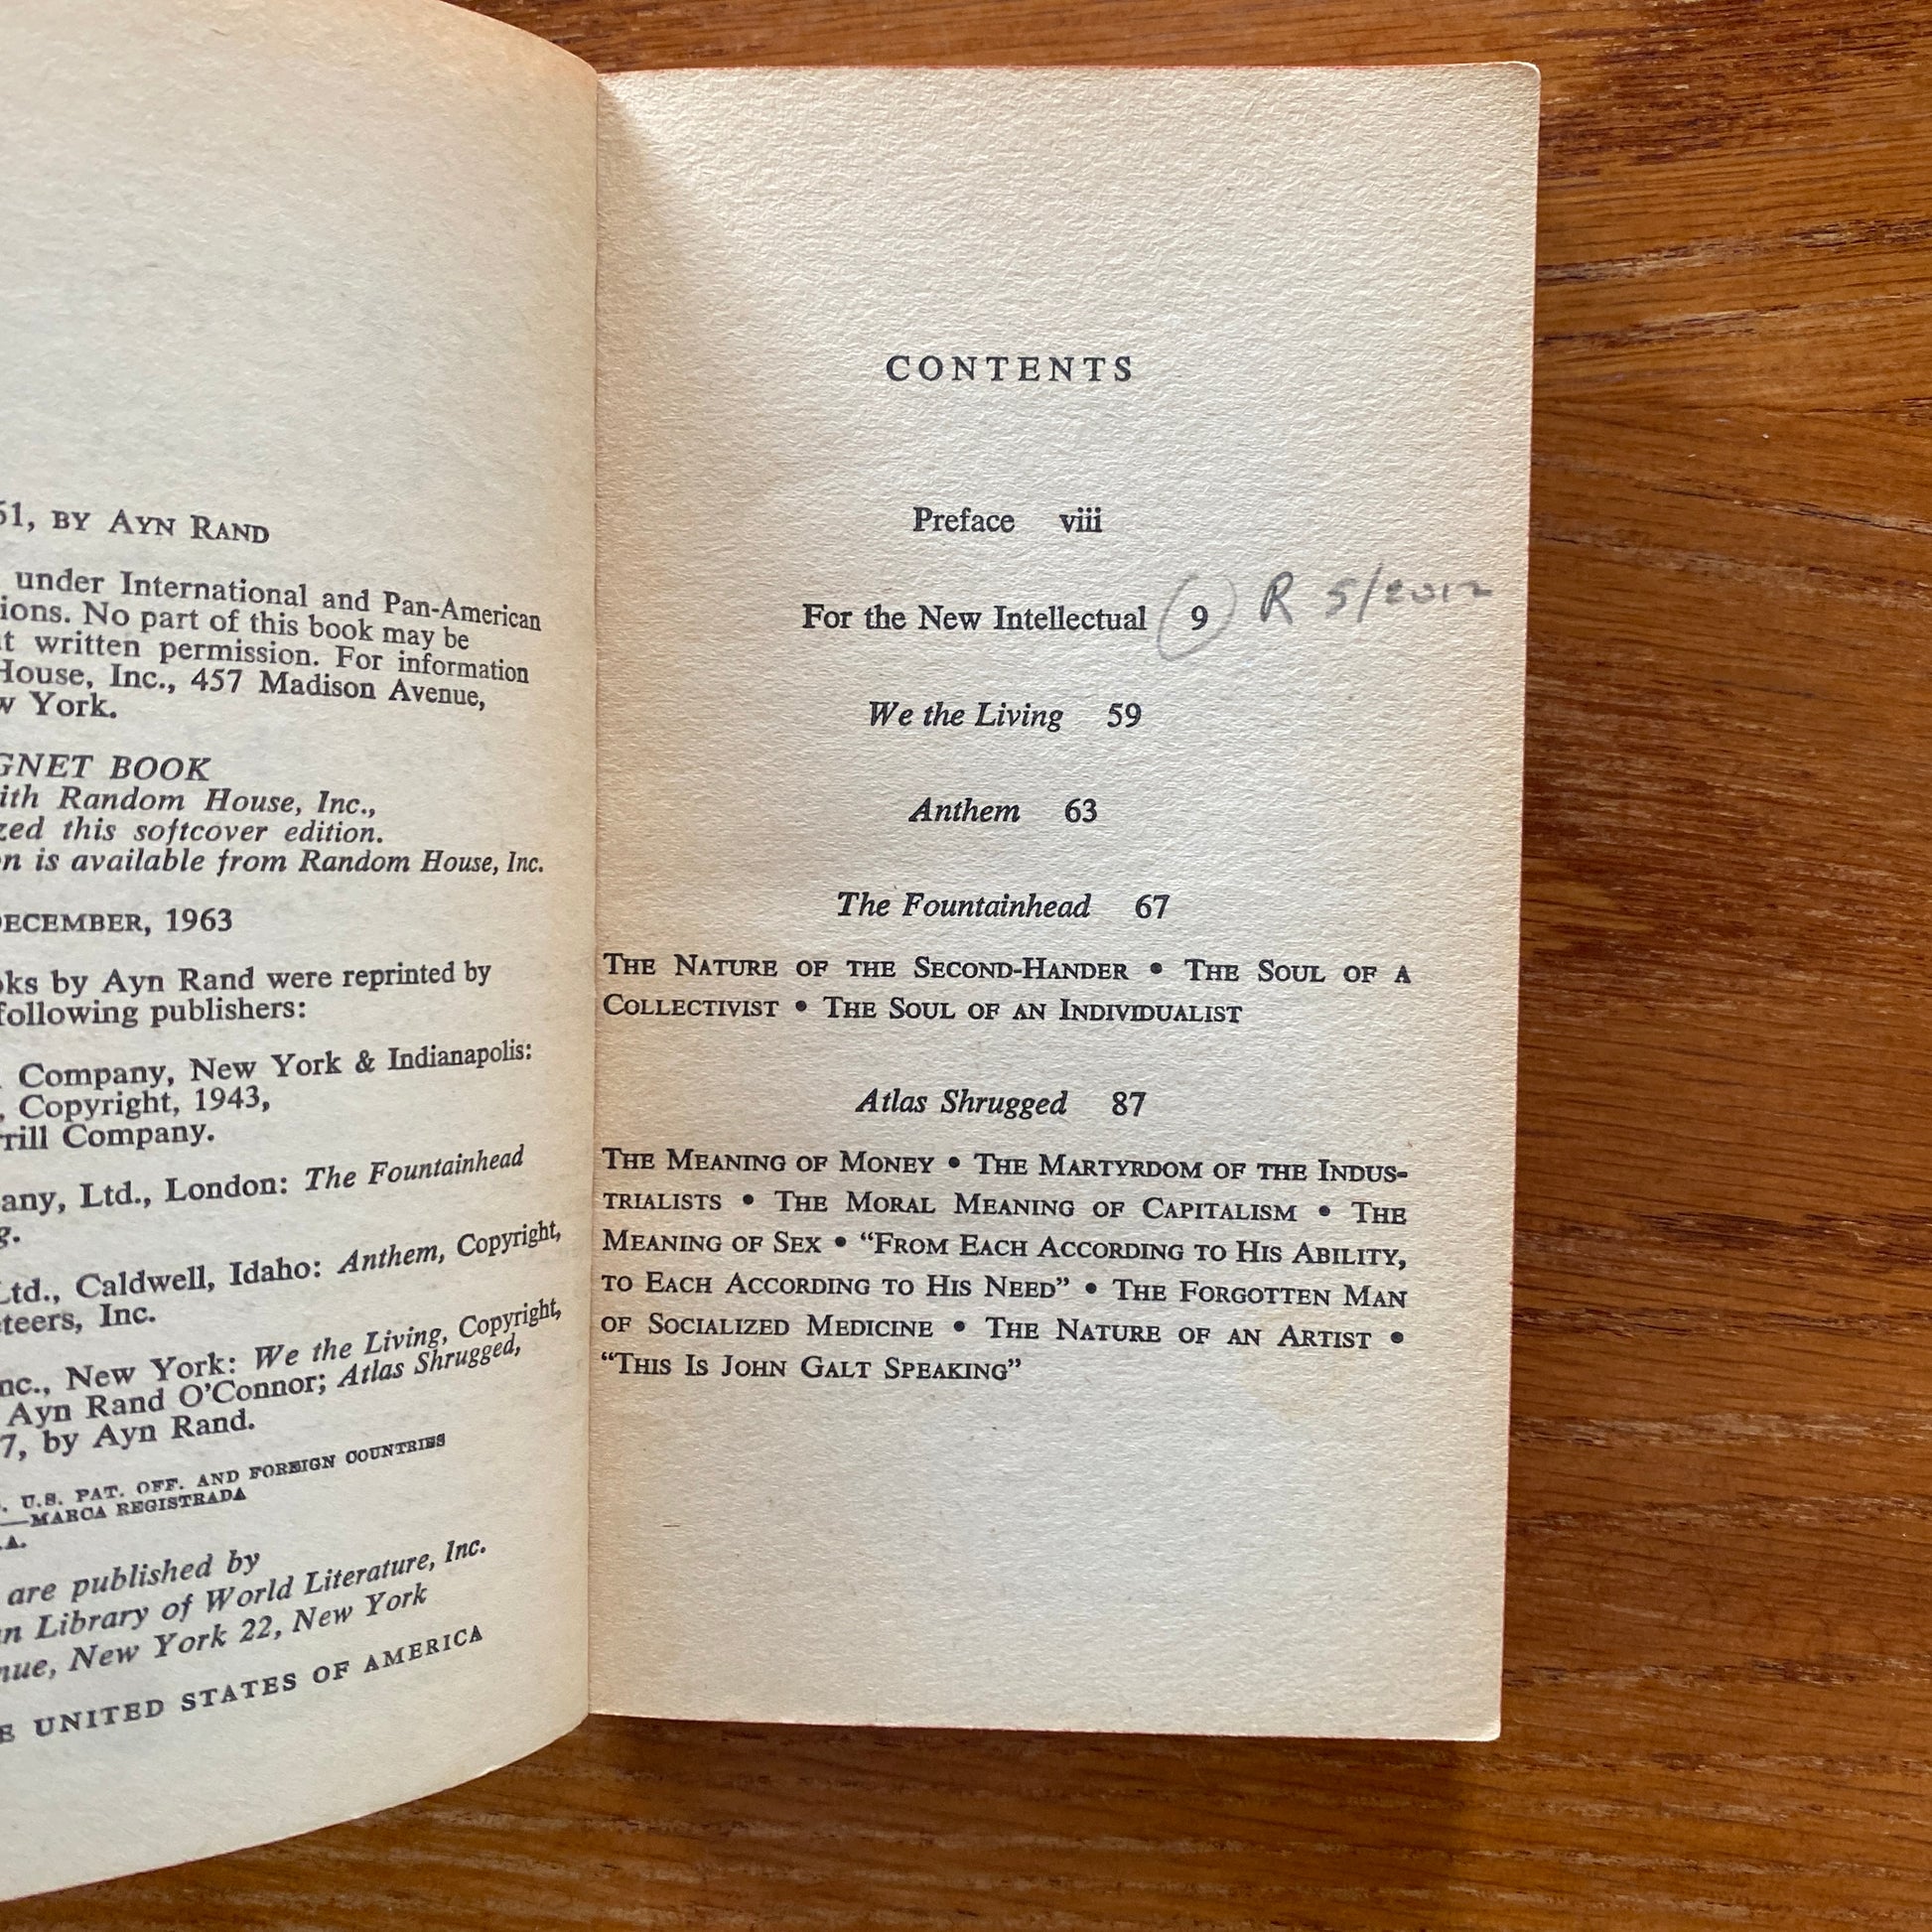 51, BY AYN RAND
under International and Pan-American
ions. No part of this book may be
t written permission. For information
House, Inc., 457 Madison Avenue,
w York.
GNET BOOK
ith Random House, Inc.,
zed this softcover edition.
n is available from Random House, Inc.
DECEMBER, 1963
oks by Ayn Rand were reprinted by
following publishers:
Company, New York & Indianapolis:
, Copyright, 1943,
rrill Company.
any, Ltd., London: The Fountainhead
g.
Ltd., Caldwell, Idaho: Anthem, Copyright,
teers, Inc.
nc., New York: We the Living, Copyright,
Ayn Rand O'Connor; Atlas Shrugged,
7, by Ayn Rand.
. U.S. PAT. OFF. AND FOREIGN COUNTRIES
—MARCA REGISTRADA
.A.
are published by
n Library of World Literature, Inc.
nue, New York 22, New York
E UNITED STATES OF AMERICA
CONTENTS
Preface viii
For the New Intellectual (9) R 5/2012
We the Living 59
Anthem 63
The Fountainhead 67
THE NATURE OF THE SECOND-HANDER • THE SOUL OF A
COLLECTIVIST • THE SOUL OF AN INDIVIDUALIST
Atlas Shrugged 87
THE MEANING OF MONEY • THE MARTYRDOM OF THE INDUS-
TRIALISTS • THE MORAL MEANING OF CAPITALISM • THE
MEANING OF SEX • "FROM EACH ACCORDING TO HIS ABILITY,
TO EACH ACCORDING TO HIS NEED" • THE FORGOTTEN MAN
OF SOCIALIZED MEDICINE • THE NATURE OF AN ARTIST •
"THIS IS JOHN GALT SPEAKING"